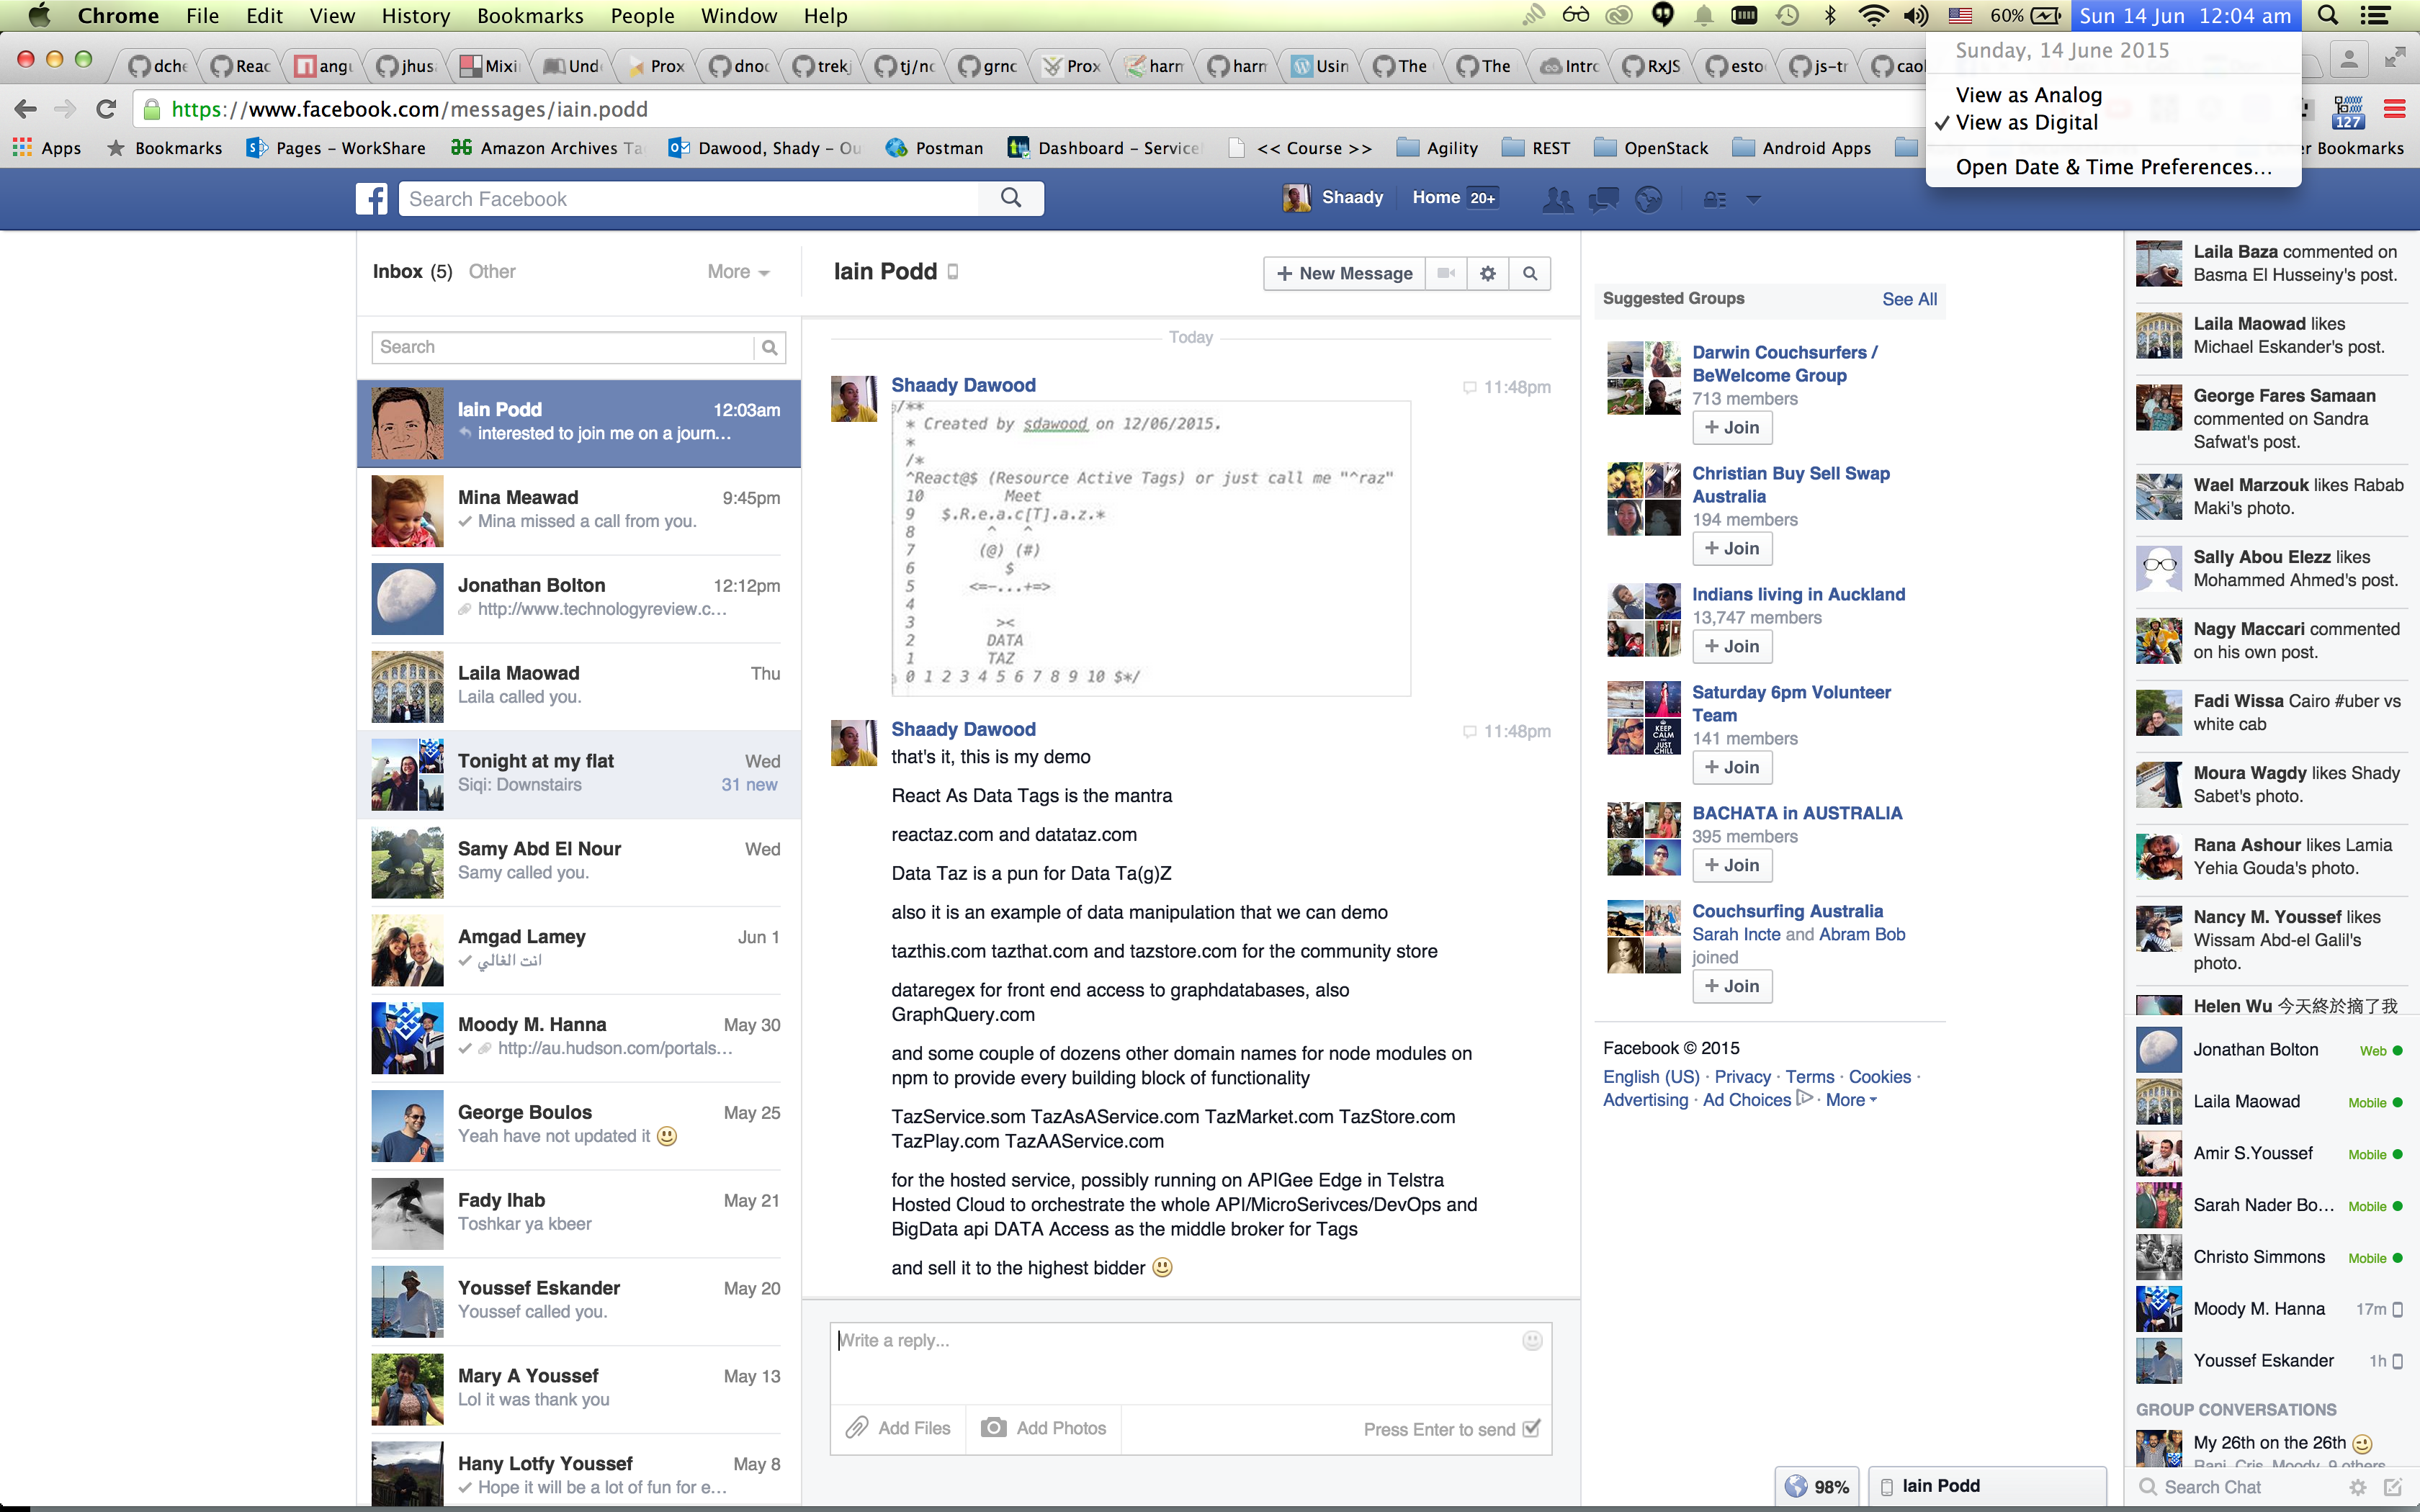 Chrome File Edit View History Bookmarks People Window Help
60% Sun 14 Jun 12:04 am
Sunday, 14 June 2015
View as Analog
✓ View as Digital
Open Date & Time Preferences...
dche Reac angu jhus Mixi Und Prox dnoc trekj tj/nc grnc Prox harn harr Usin The The Intro RxJS esto js-tr caol
https://www.facebook.com/messages/iain.podd
127
Apps Bookmarks Pages – WorkShare Amazon Archives Ta Dawood, Shady – Ou Postman Dashboard – Service << Course >> Agility REST OpenStack Android Apps r Bookmarks
Search Facebook
Shaady Home 20+
Inbox (5) Other More
Search
Iain Podd 12:03am
interested to join me on a journ...
Mina Meawad 9:45pm
✓ Mina missed a call from you.
Jonathan Bolton 12:12pm
http://www.technologyreview.c...
Laila Maowad Thu
Laila called you.
Tonight at my flat Wed
Siqi: Downstairs 31 new
Samy Abd El Nour Wed
Samy called you.
Amgad Lamey Jun 1
✓ انت الغالي
Moody M. Hanna May 30
✓ http://au.hudson.com/portals...
George Boulos May 25
Yeah have not updated it
Fady Ihab May 21
Toshkar ya kbeer
Youssef Eskander May 20
Youssef called you.
Mary A Youssef May 13
Lol it was thank you
Hany Lotfy Youssef May 8
✓ Hope it will be a lot of fun for e...
Iain Podd
+ New Message
Today
Shaady Dawood 11:48pm
/**
* Created by sdawood on 12/06/2015.
*
/*
^React@$ (Resource Active Tags) or just call me "^raz"
10 Meet
9 $.R.e.a.c[T].a.z.*
8 ^ ^
7 (@) (#)
6 $
5 <=-...+=>
4
3 ><
2 DATA
1 TAZ
0 1 2 3 4 5 6 7 8 9 10 $*/
Shaady Dawood 11:48pm
that's it, this is my demo
React As Data Tags is the mantra
reactaz.com and datataz.com
Data Taz is a pun for Data Ta(g)Z
also it is an example of data manipulation that we can demo
tazthis.com tazthat.com and tazstore.com for the community store
dataregex for front end access to graphdatabases, also
GraphQuery.com
and some couple of dozens other domain names for node modules on
npm to provide every building block of functionality
TazService.som TazAsAService.com TazMarket.com TazStore.com
TazPlay.com TazAAService.com
for the hosted service, possibly running on APIGee Edge in Telstra
Hosted Cloud to orchestrate the whole API/MicroSerivces/DevOps and
BigData api DATA Access as the middle broker for Tags
and sell it to the highest bidder
Write a reply...
Add Files Add Photos Press Enter to send
Suggested Groups See All
Darwin Couchsurfers /
BeWelcome Group
713 members
+ Join
Christian Buy Sell Swap
Australia
194 members
+ Join
Indians living in Auckland
13,747 members
+ Join
Saturday 6pm Volunteer
Team
141 members
KEEP
CALM
JUST
CHILL
+ Join
BACHATA in AUSTRALIA
395 members
+ Join
Couchsurfing Australia
Sarah Incte and Abram Bob
joined
+ Join
Facebook © 2015
English (US) · Privacy · Terms · Cookies ·
Advertising · Ad Choices · More
Laila Baza commented on
Basma El Husseiny's post.
Laila Maowad likes
Michael Eskander's post.
George Fares Samaan
commented on Sandra
Safwat's post.
Wael Marzouk likes Rabab
Maki's photo.
Sally Abou Elezz likes
Mohammed Ahmed's post.
Nagy Maccari commented
on his own post.
Fadi Wissa Cairo #uber vs
white cab
Moura Wagdy likes Shady
Sabet's photo.
Rana Ashour likes Lamia
Yehia Gouda's photo.
Nancy M. Youssef likes
Wissam Abd-el Galil's
photo.
Helen Wu 今天終於摘了我
Jonathan Bolton Web
Laila Maowad Mobile
Amir S.Youssef Mobile
Sarah Nader Bo... Mobile
Christo Simmons Mobile
Moody M. Hanna 17m
Youssef Eskander 1h
GROUP CONVERSATIONS
My 26th on the 26th
Rani, Cris, Moody, 9 others
Search Chat
98% Iain Podd